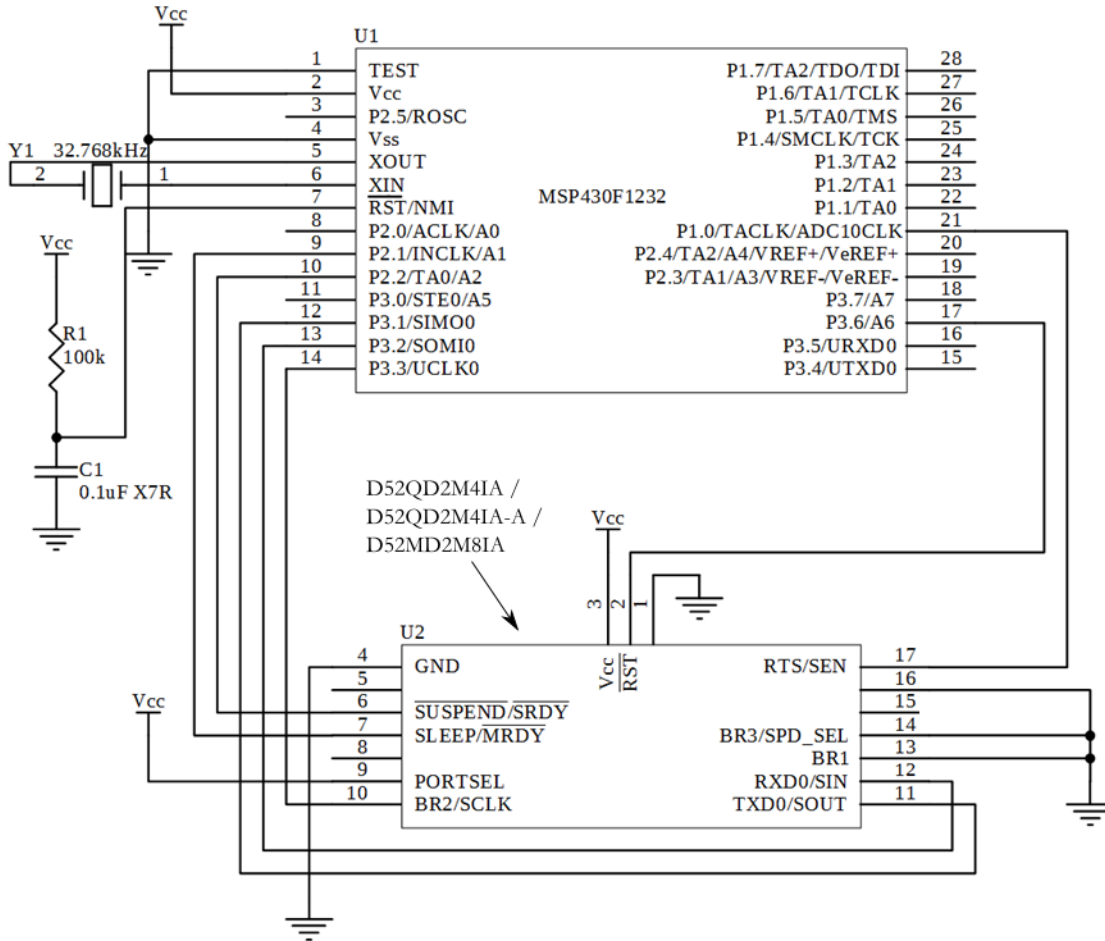 Vcc
U1
1 TEST P1.7/TA2/TDO/TDI 28
2 Vcc P1.6/TA1/TCLK 27
3 P2.5/ROSC P1.5/TA0/TMS 26
4 Vss P1.4/SMCLK/TCK 25
Y1 32.768kHz 5 XOUT P1.3/TA2 24
2 1 6 XIN P1.2/TA1 23
MSP430F1232
7 RST/NMI P1.1/TA0 22
8 P2.0/ACLK/A0 P1.0/TACLK/ADC10CLK 21
Vcc
9 P2.1/INCLK/A1 P2.4/TA2/A4/VREF+/VeREF+ 20
10 P2.2/TA0/A2 P2.3/TA1/A3/VREF-/VeREF- 19
11 P3.0/STE0/A5 P3.7/A7 18
12 P3.1/SIMO0 P3.6/A6 17
R1
13 P3.2/SOMI0 P3.5/URXD0 16
100k
14 P3.3/UCLK0 P3.4/UTXD0 15
C1
0.1uF X7R
D52QD2M4IA /
D52QD2M4IA-A /
D52MD2M8IA
Vcc
3 2 1
U2
4 GND Vcc RST RTS/SEN 17
5 16
Vcc
6 SUSPEND/SRDY 15
7 SLEEP/MRDY BR3/SPD_SEL 14
8 BR1 13
9 PORTSEL RXD0/SIN 12
10 BR2/SCLK TXD0/SOUT 11